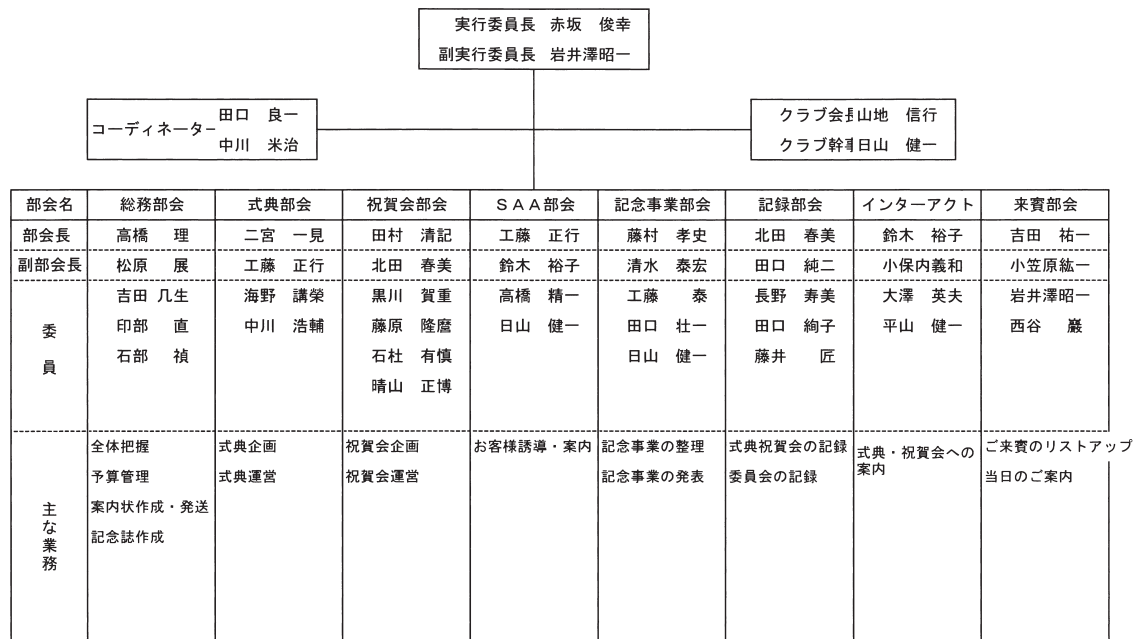 実行委員長 赤坂 俊幸
副実行委員長 岩井澤昭一
コーディネーター 田口 良一
中川 米治
クラブ会長 山地 信行
クラブ幹事 日山 健一
部会名 総務部会 式典部会 祝賀会部会 ＳＡＡ部会 記念事業部会 記録部会 インターアクト 来賓部会
部会長 高橋 理 二宮 一見 田村 清記 工藤 正行 藤村 孝史 北田 春美 鈴木 裕子 吉田 祐一
副部会長 松原 展 工藤 正行 北田 春美 鈴木 裕子 清水 泰宏 田口 純二 小保内義和 小笠原紘一
委員 吉田 几生 海野 講榮 黒川 賀重 高橋 精一 工藤 泰 長野 寿美 大澤 英夫 岩井澤昭一
印部 直 中川 浩輔 藤原 隆麿 日山 健一 田口 壮一 田口 絢子 平山 健一 西谷 巖
石部 禎 石杜 有慎 日山 健一 藤井 匠
晴山 正博
主な業務 全体把握 式典企画 祝賀会企画 お客様誘導・案内 記念事業の整理 式典祝賀会の記録 式典・祝賀会への案内 ご来賓のリストアップ
予算管理 式典運営 祝賀会運営 記念事業の発表 委員会の記録 当日のご案内
案内状作成・発送
記念誌作成